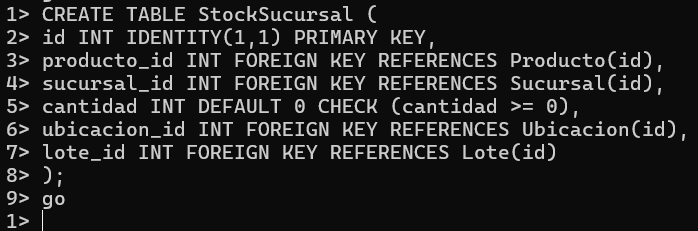 1> CREATE TABLE StockSucursal (
2> id INT IDENTITY(1,1) PRIMARY KEY,
3> producto_id INT FOREIGN KEY REFERENCES Producto(id),
4> sucursal_id INT FOREIGN KEY REFERENCES Sucursal(id),
5> cantidad INT DEFAULT 0 CHECK (cantidad >= 0),
6> ubicacion_id INT FOREIGN KEY REFERENCES Ubicacion(id),
7> lote_id INT FOREIGN KEY REFERENCES Lote(id)
8> );
9> go
1>